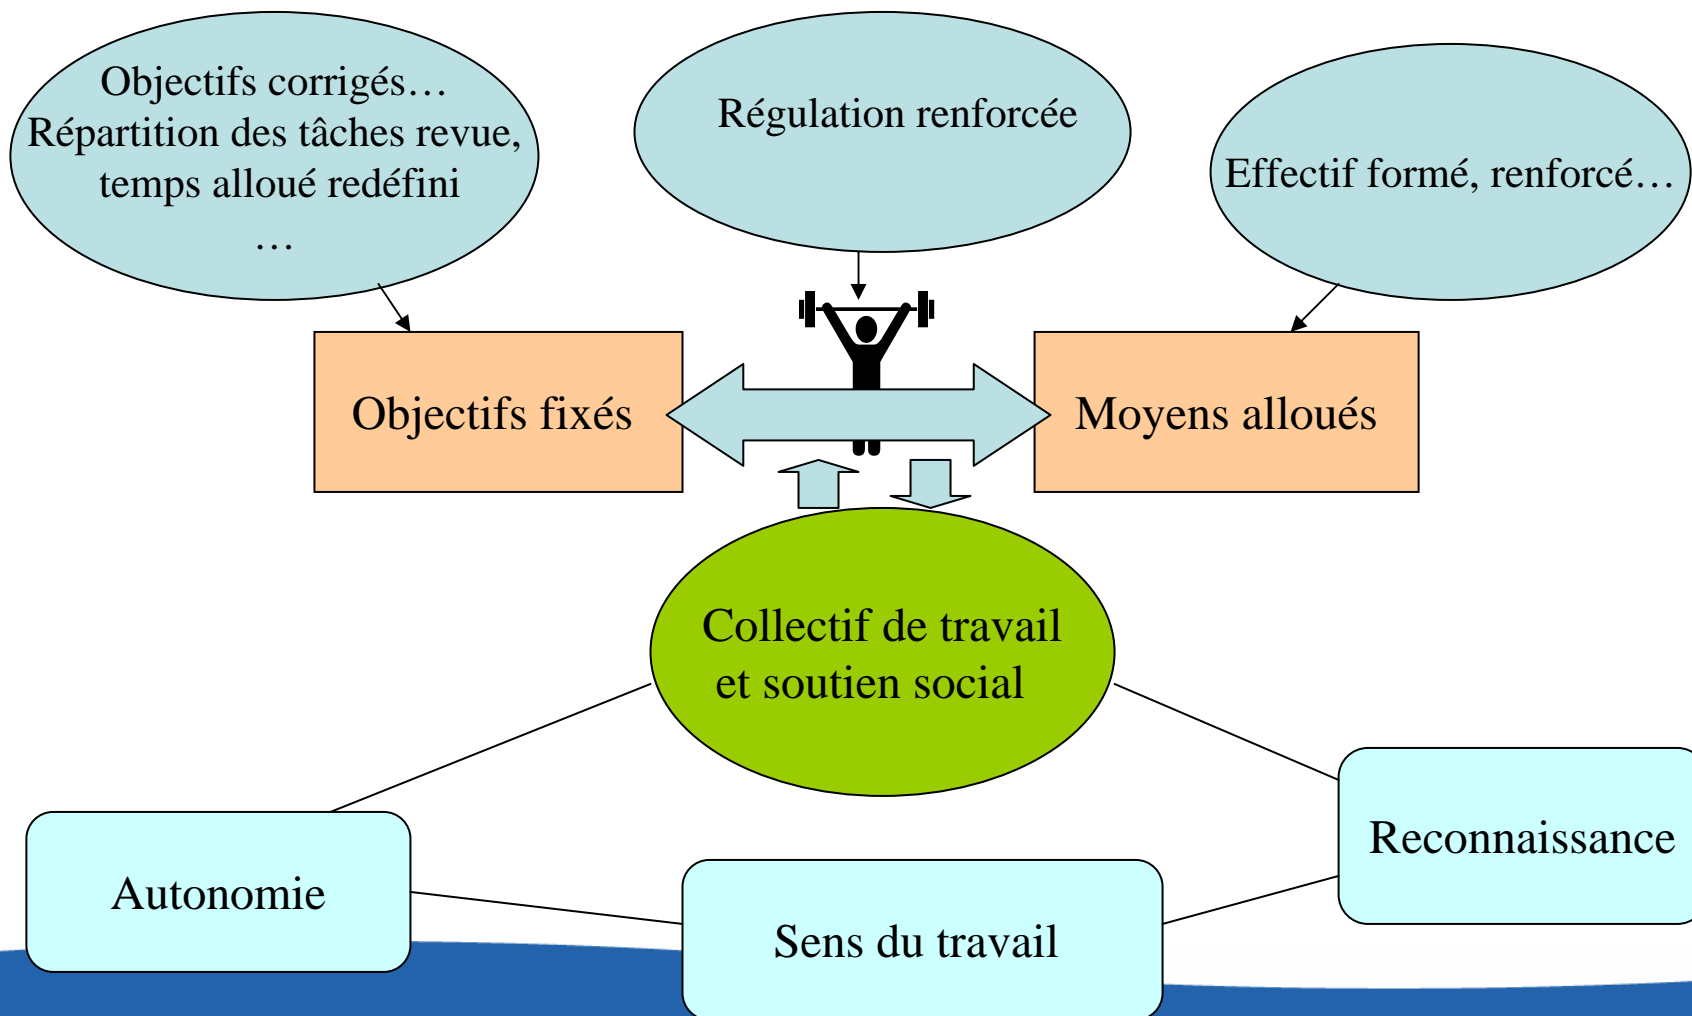 Objectifs corrigés…
Répartition des tâches revue,
temps alloué redéfini
…
Régulation renforcée
Effectif formé, renforcé…
Objectifs fixés
Moyens alloués
Collectif de travail
et soutien social
Reconnaissance
Autonomie
Sens du travail